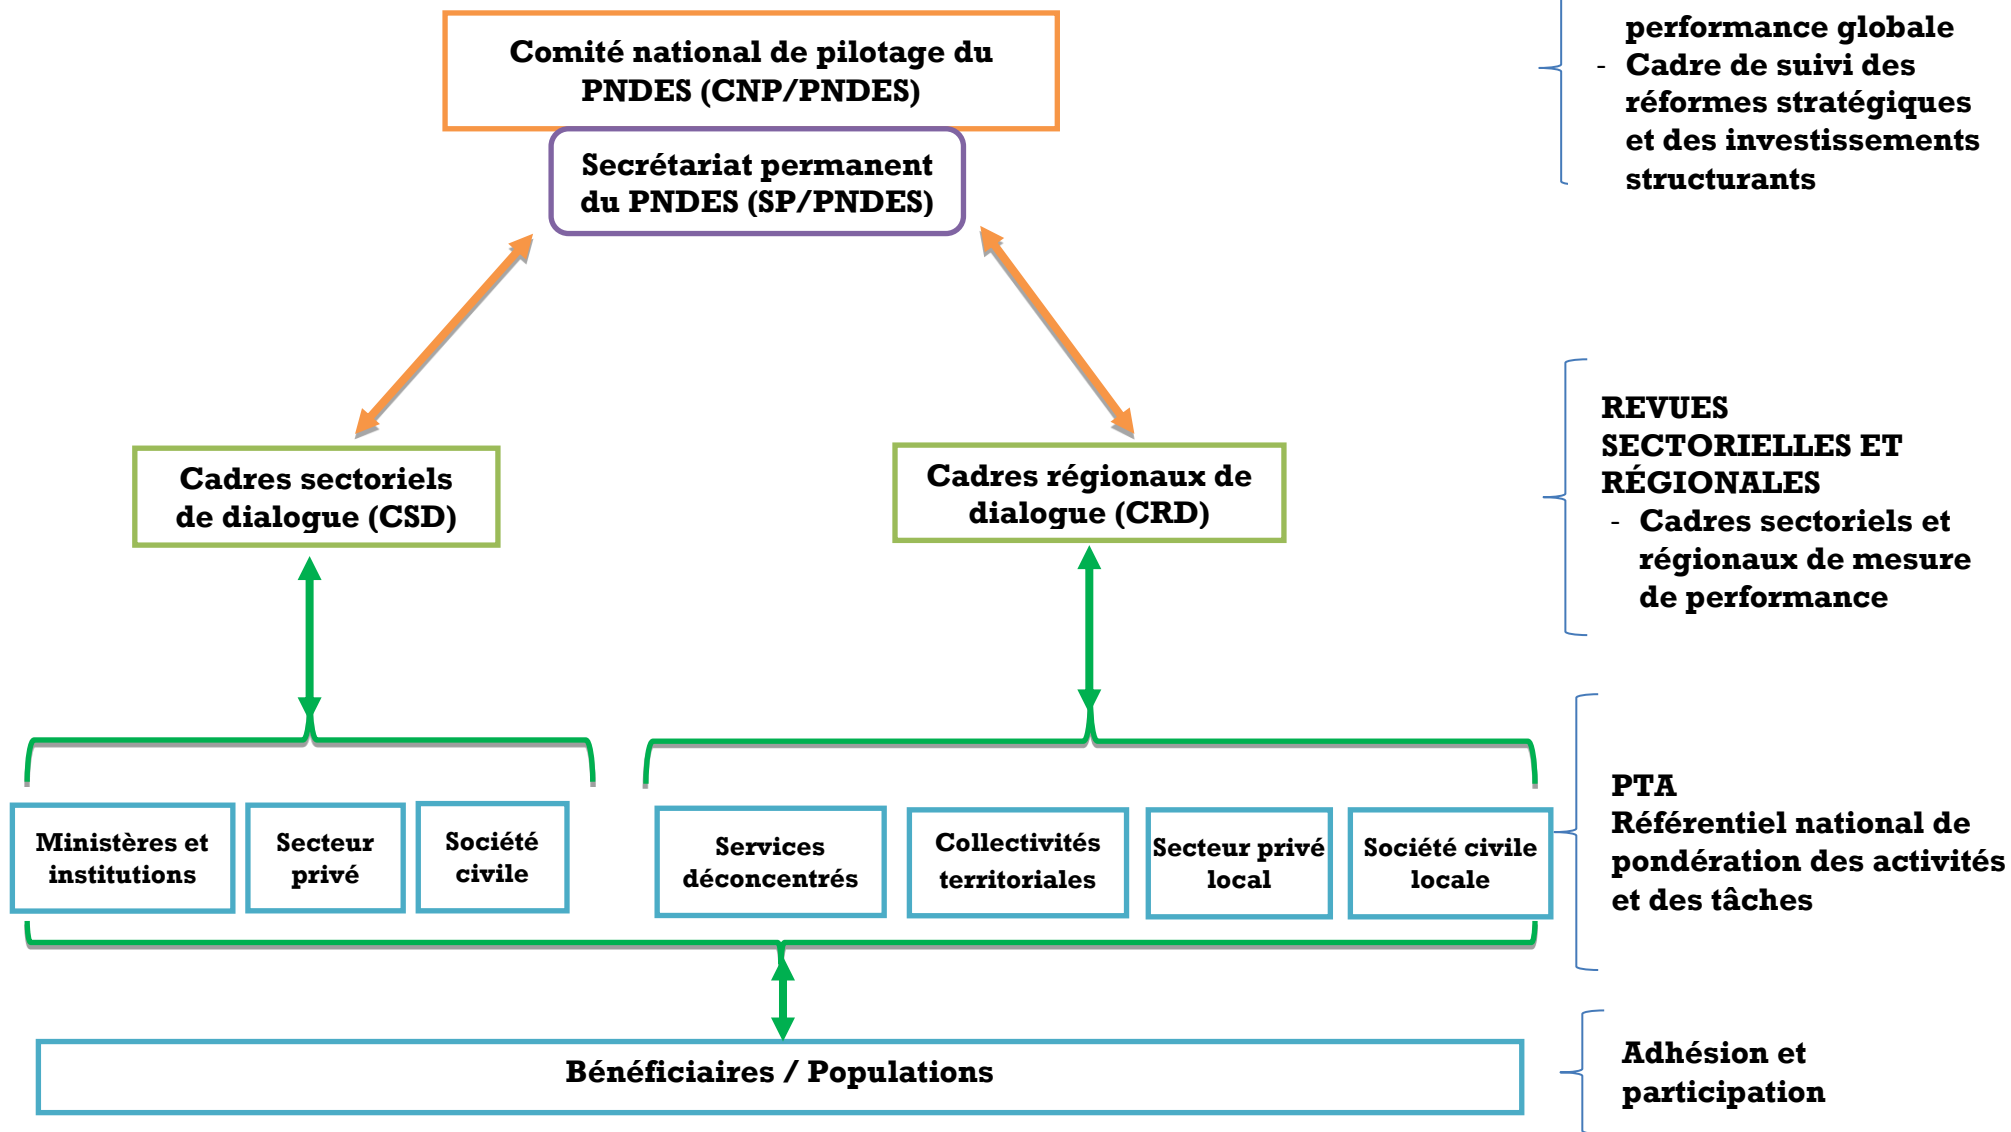 Comité national de pilotage du
PNDES (CNP/PNDES)
Secrétariat permanent
du PNDES (SP/PNDES)
performance globale
- Cadre de suivi des
réformes stratégiques
et des investissements
structurants
Cadres sectoriels
de dialogue (CSD)
Cadres régionaux de
dialogue (CRD)
REVUES
SECTORIELLES ET
RÉGIONALES
- Cadres sectoriels et
régionaux de mesure
de performance
Ministères et
institutions
Secteur
privé
Société
civile
Services
déconcentrés
Collectivités
territoriales
Secteur privé
local
Société civile
locale
PTA
Référentiel national de
pondération des activités
et des tâches
Bénéficiaires / Populations
Adhésion et
participation